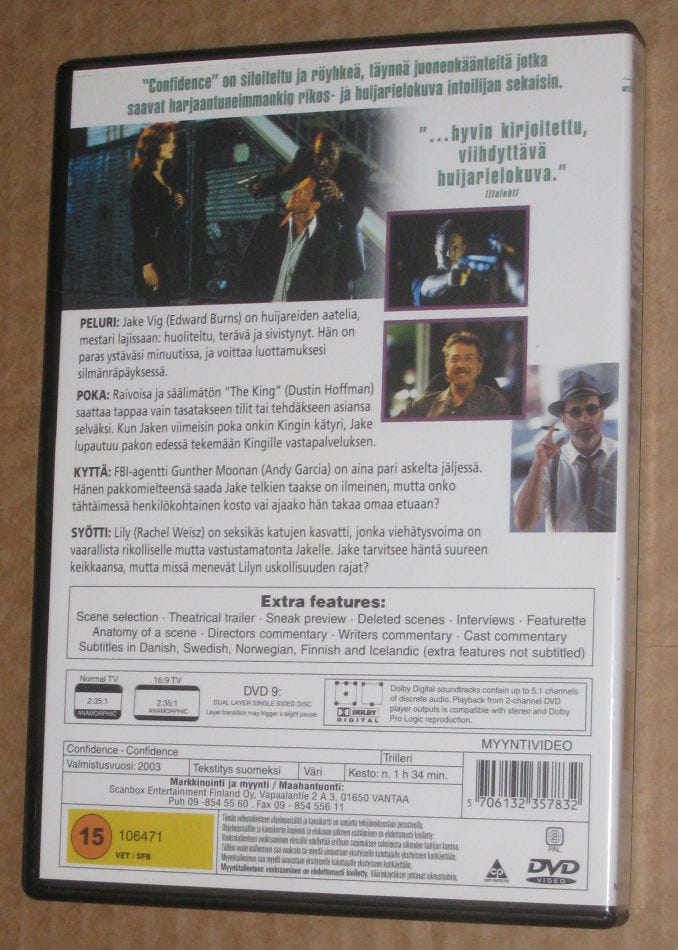 "Confidence" on siloiteltu ja röyhkeä, täynnä juonenkäänteitä jotka
saavat harjaantuneimmankin rikos- ja huijarielokuva intoilijan sekaisin.
"...hyvin kirjoitettu,
viihdyttävä
huijarielokuva."
Iltalehti
PELURI: Jake Vig (Edward Burns) on huijareiden aatelia,
mestari lajissaan: huoliteltu, terävä ja sivistynyt. Hän on
paras ystäväsi minuutissa, ja voittaa luottamuksesi
silmänräpäyksessä.
POKA: Raivoisa ja säälimätön "The King" (Dustin Hoffman)
saattaa tappaa vain tasatakseen tilit tai tehdäkseen asiansa
selväksi. Kun Jaken viimeisin poka onkin Kingin kätyri, Jake
lupautuu pakon edessä tekemään Kingille vastapalveluksen.
KYTTÄ: FBI-agentti Gunther Moonan (Andy Garcia) on aina pari askelta jäljessä.
Hänen pakkomielteensä saada Jake telkien taakse on ilmeinen, mutta onko
tähtäimessä henkilökohtainen kosto vai ajaako hän takaa omaa etuaan?
SYÖTTI: Lily (Rachel Weisz) on seksikäs katujen kasvatti, jonka viehätysvoima on
vaarallista rikolliselle mutta vastustamatonta Jakelle. Jake tarvitsee häntä suureen
keikkaansa, mutta missä menevät Lilyn uskollisuuden rajat?
Extra features:
Scene selection · Theatrical trailer · Sneak preview · Deleted scenes · Interviews · Featurette
Anatomy of a scene · Directors commentary · Writers commentary · Cast commentary
Subtitles in Danish, Swedish, Norwegian, Finnish and Icelandic (extra features not subtitled)
Normal TV
2.35:1
ANAMORPHIC
16:9 TV
2.35:1
ANAMORPHIC
DVD 9:
DUAL LAYER SINGLE SIDED DISC
Layer transition may trigger a slight pause
DOLBY
DIGITAL
Dolby Digital soundtracks contain up to 5.1 channels
of discrete audio. Playback from 2-channel DVD
player outputs is compatible with stereo and Dolby
Pro Logic reproduction.
MYYNTIVIDEO
Confidence - Confidence
Trilleri
Valmistusvuosi: 2003
Tekstitys suomeksi
Väri
Kesto: n. 1 h 34 min.
Markkinointi ja myynti / Maahantuonti:
Scanbox Entertainment Finland Oy, Vapaalantie 2 A 3, 01650 VANTAA
Puh 09 -854 55 60 . Fax 09 - 854 556 11
5 706132 357832
15
106471
VET / SFB
Tämän videotallenteen ohjelmasisältö ja kansikortti on suojattu tekijänoikeuslain perusteella.
2
PAL
DVD
VIDEO
CP
COPY PROTECTED